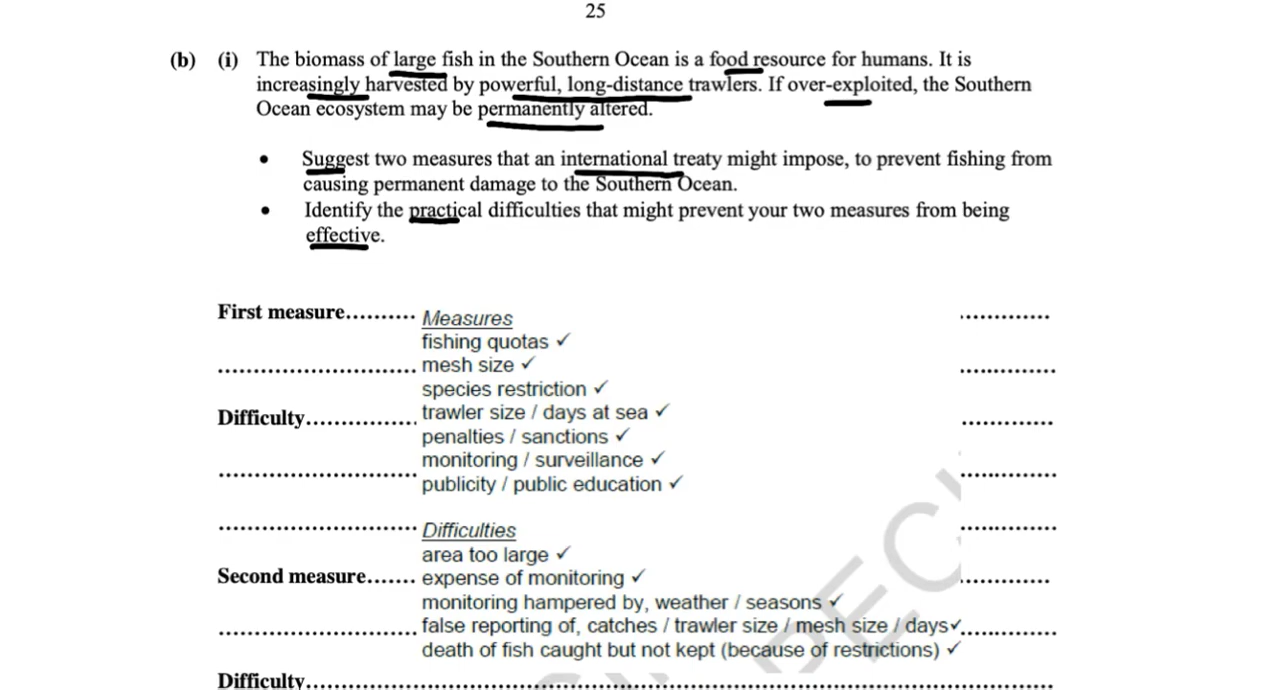 25
(b) (i) The biomass of large fish in the Southern Ocean is a food resource for humans. It is
increasingly harvested by powerful, long-distance trawlers. If over-exploited, the Southern
Ocean ecosystem may be permanently altered.
• Suggest two measures that an international treaty might impose, to prevent fishing from
causing permanent damage to the Southern Ocean.
• Identify the practical difficulties that might prevent your two measures from being
effective.
First measure.......... Measures .............
fishing quotas ✓
............................ mesh size ✓ ..............
species restriction ✓
Difficulty................ trawler size / days at sea ✓ .............
penalties / sanctions ✓
monitoring / surveillance ✓
............................ publicity / public education ✓ ..............
............................ Difficulties ..............
area too large ✓
Second measure....... expense of monitoring ✓ .............
monitoring hampered by, weather / seasons ✓
............................ false reporting of, catches / trawler size / mesh size / days ✓ ..............
death of fish caught but not kept (because of restrictions) ✓
Difficulty..........................................................................................................